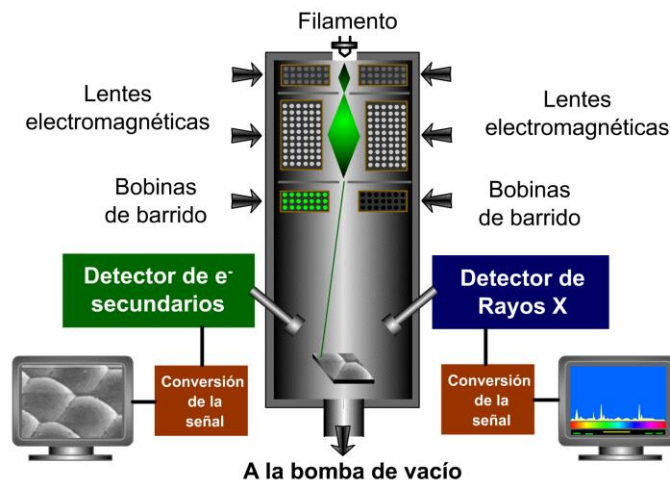 Filamento
Lentes
electromagnéticas
Lentes
electromagnéticas
Bobinas
de barrido
Bobinas
de barrido
Detector de e-
secundarios
Detector de
Rayos X
Conversión
de la
señal
Conversión
de la
señal
A la bomba de vacío